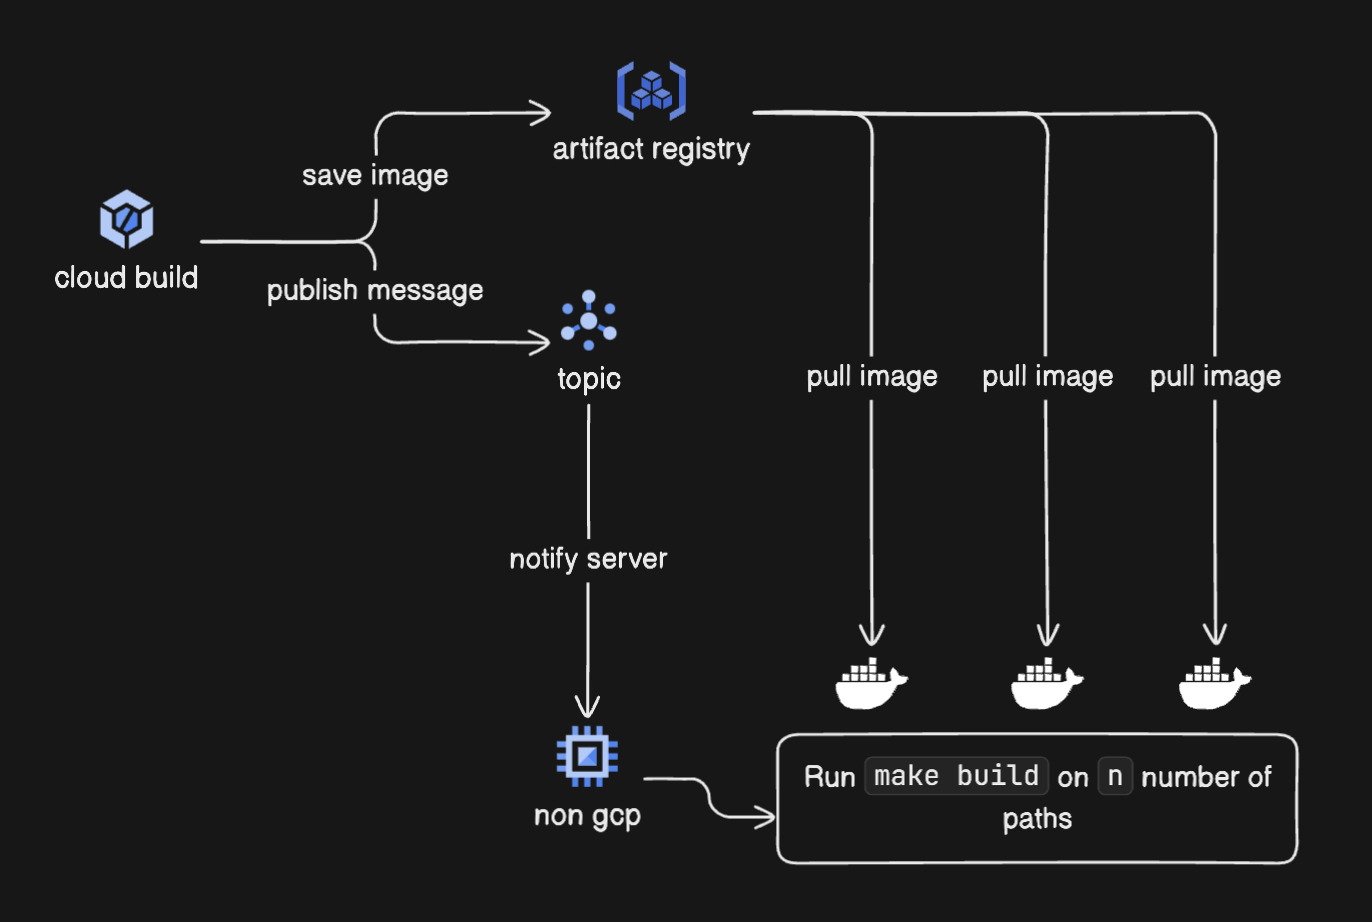 artifact registry
save image
cloud build
publish message
topic
pull image
pull image
pull image
notify server
non gcp
Run make build on n number of
paths